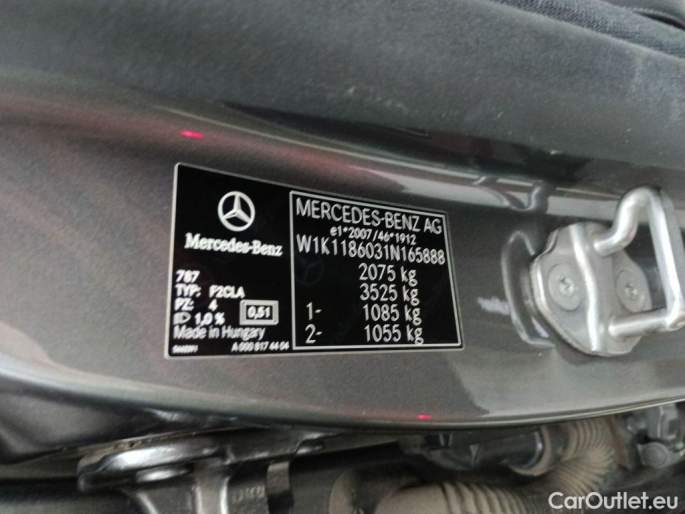 Mercedes-Benz
787
TYP: F2CLA
PZ: 4
1,0 % 0,51
Made in Hungary
A 000 817 44 04
MERCEDES-BENZ AG
e1*2007/46*1912
W1K1186031N165888
2075 kg
3525 kg
1- 1085 kg
2- 1055 kg
CarOutlet.eu